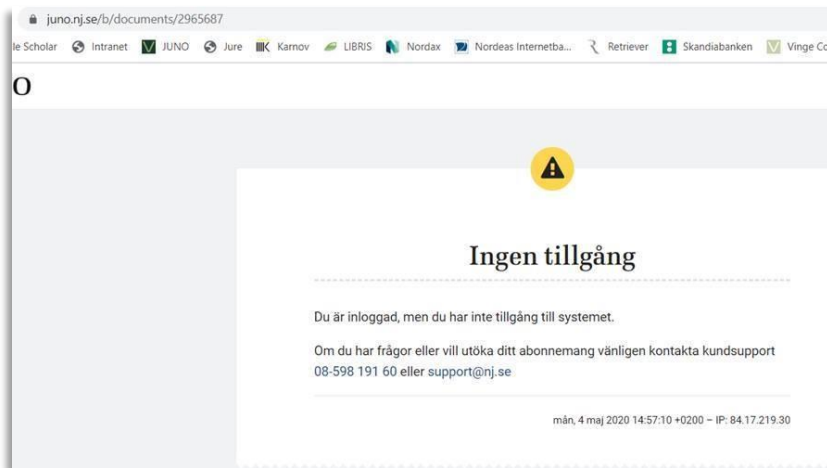 juno.nj.se/b/documents/2965687
le Scholar Intranet JUNO Jure Karnov LIBRIS Nordax Nordeas Internetba... Retriever Skandiabanken Vinge Co
O
Ingen tillgång
Du är inloggad, men du har inte tillgång till systemet.
Om du har frågor eller vill utöka ditt abonnemang vänligen kontakta kundsupport
08-598 191 60 eller support@nj.se
mån, 4 maj 2020 14:57:10 +0200 – IP: 84.17.219.30